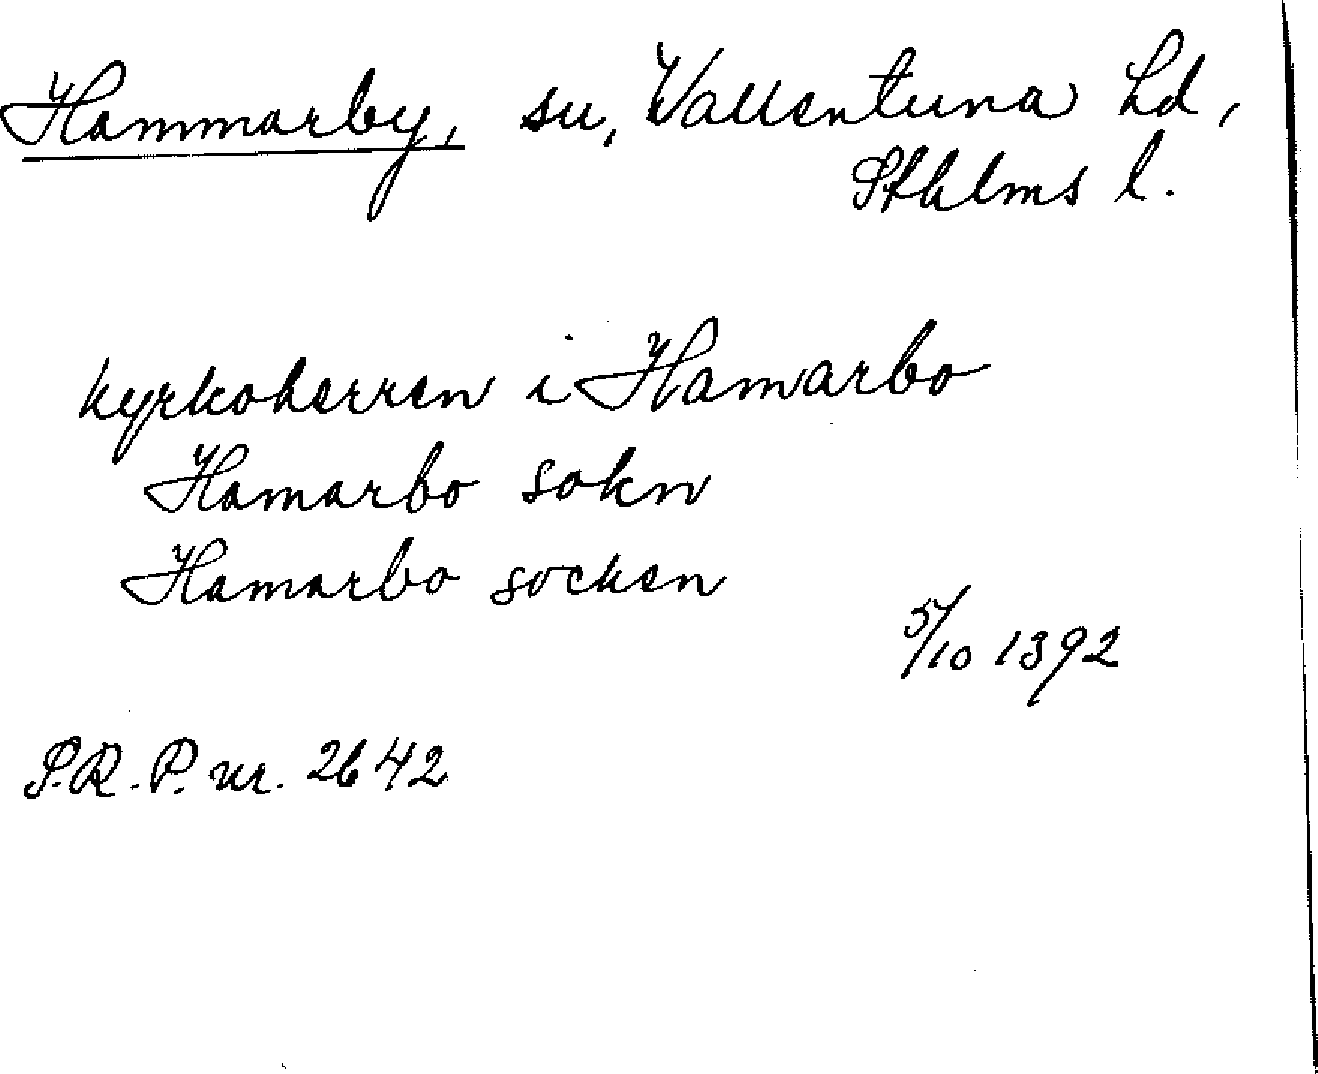 Hammarby, sn, Vallentuna hd,
Sthlms l.
kyrkoherren i Hamarbo
Hamarbo sokn
Hamarbo socken
5/10 1392
S.R.P. nr. 2642